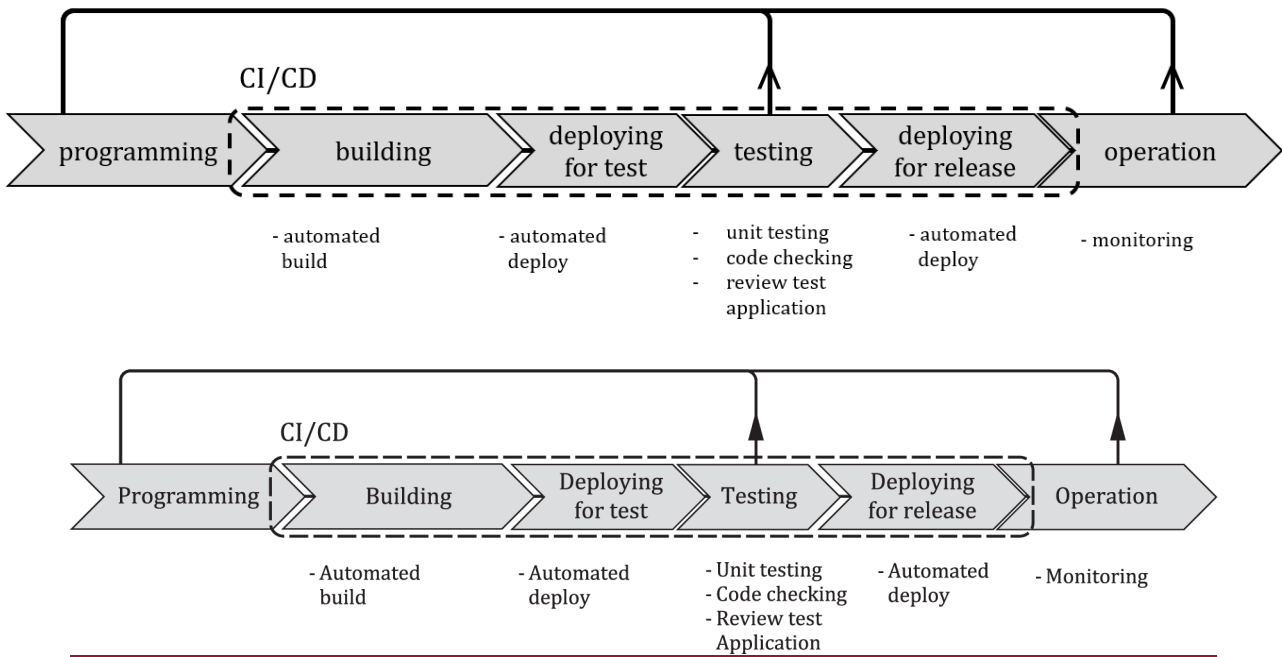 CI/CD
programming
building
deploying
for test
testing
deploying
for release
operation
- automated
build
- automated
deploy
- unit testing
- code checking
- review test
application
- automated
deploy
- monitoring
CI/CD
Programming
Building
Deploying
for test
Testing
Deploying
for release
Operation
- Automated
build
- Automated
deploy
- Unit testing
- Code checking
- Review test
Application
- Automated
deploy
- Monitoring